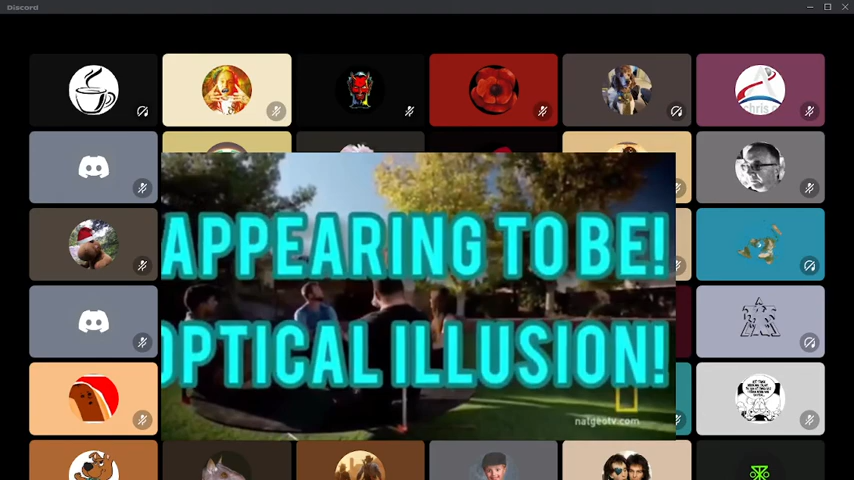 Discord
chris
APPEARING TO BE!
OPTICAL ILLUSION!
natgeotv.com